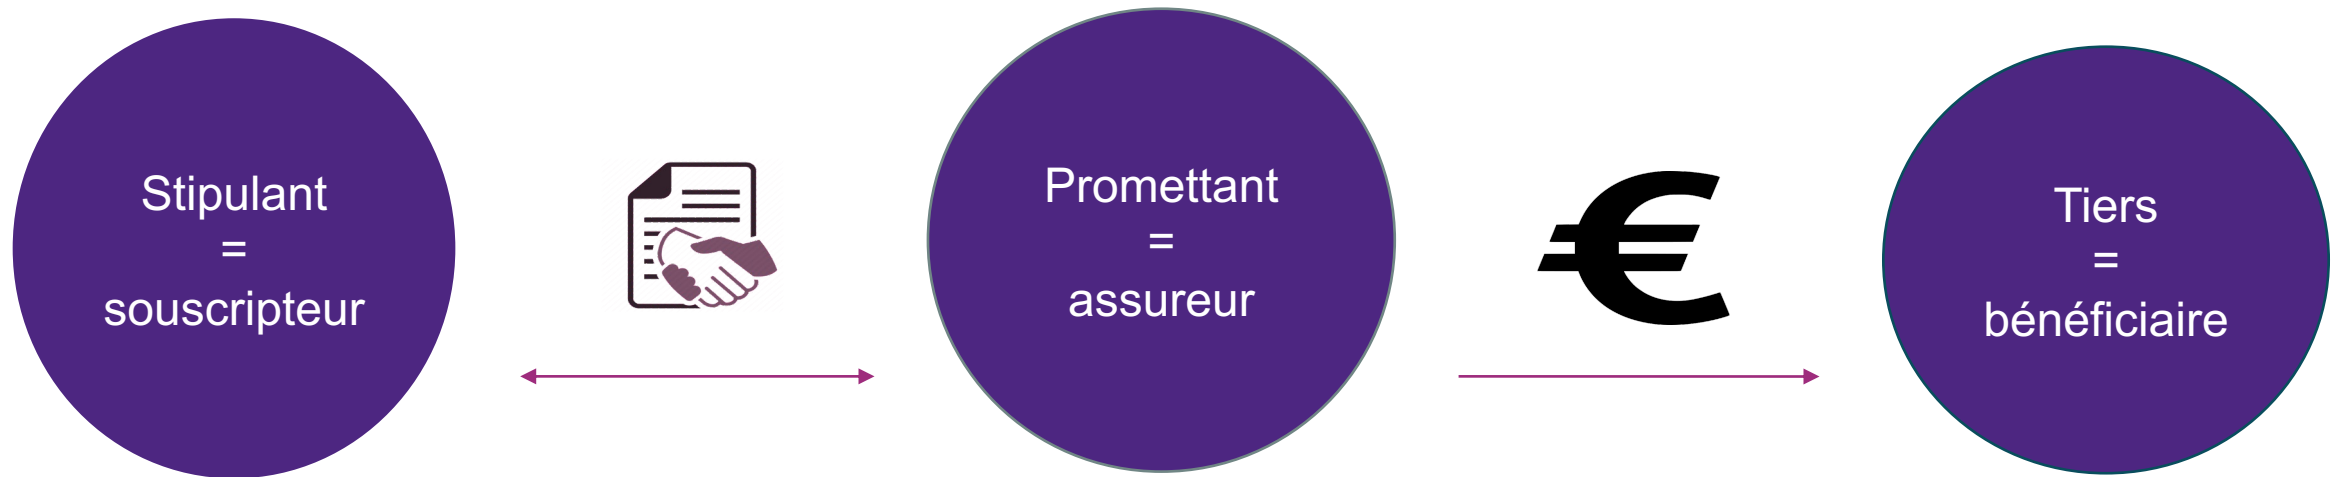 Stipulant
=
souscripteur
Promettant
=
assureur
€
Tiers
=
bénéficiaire